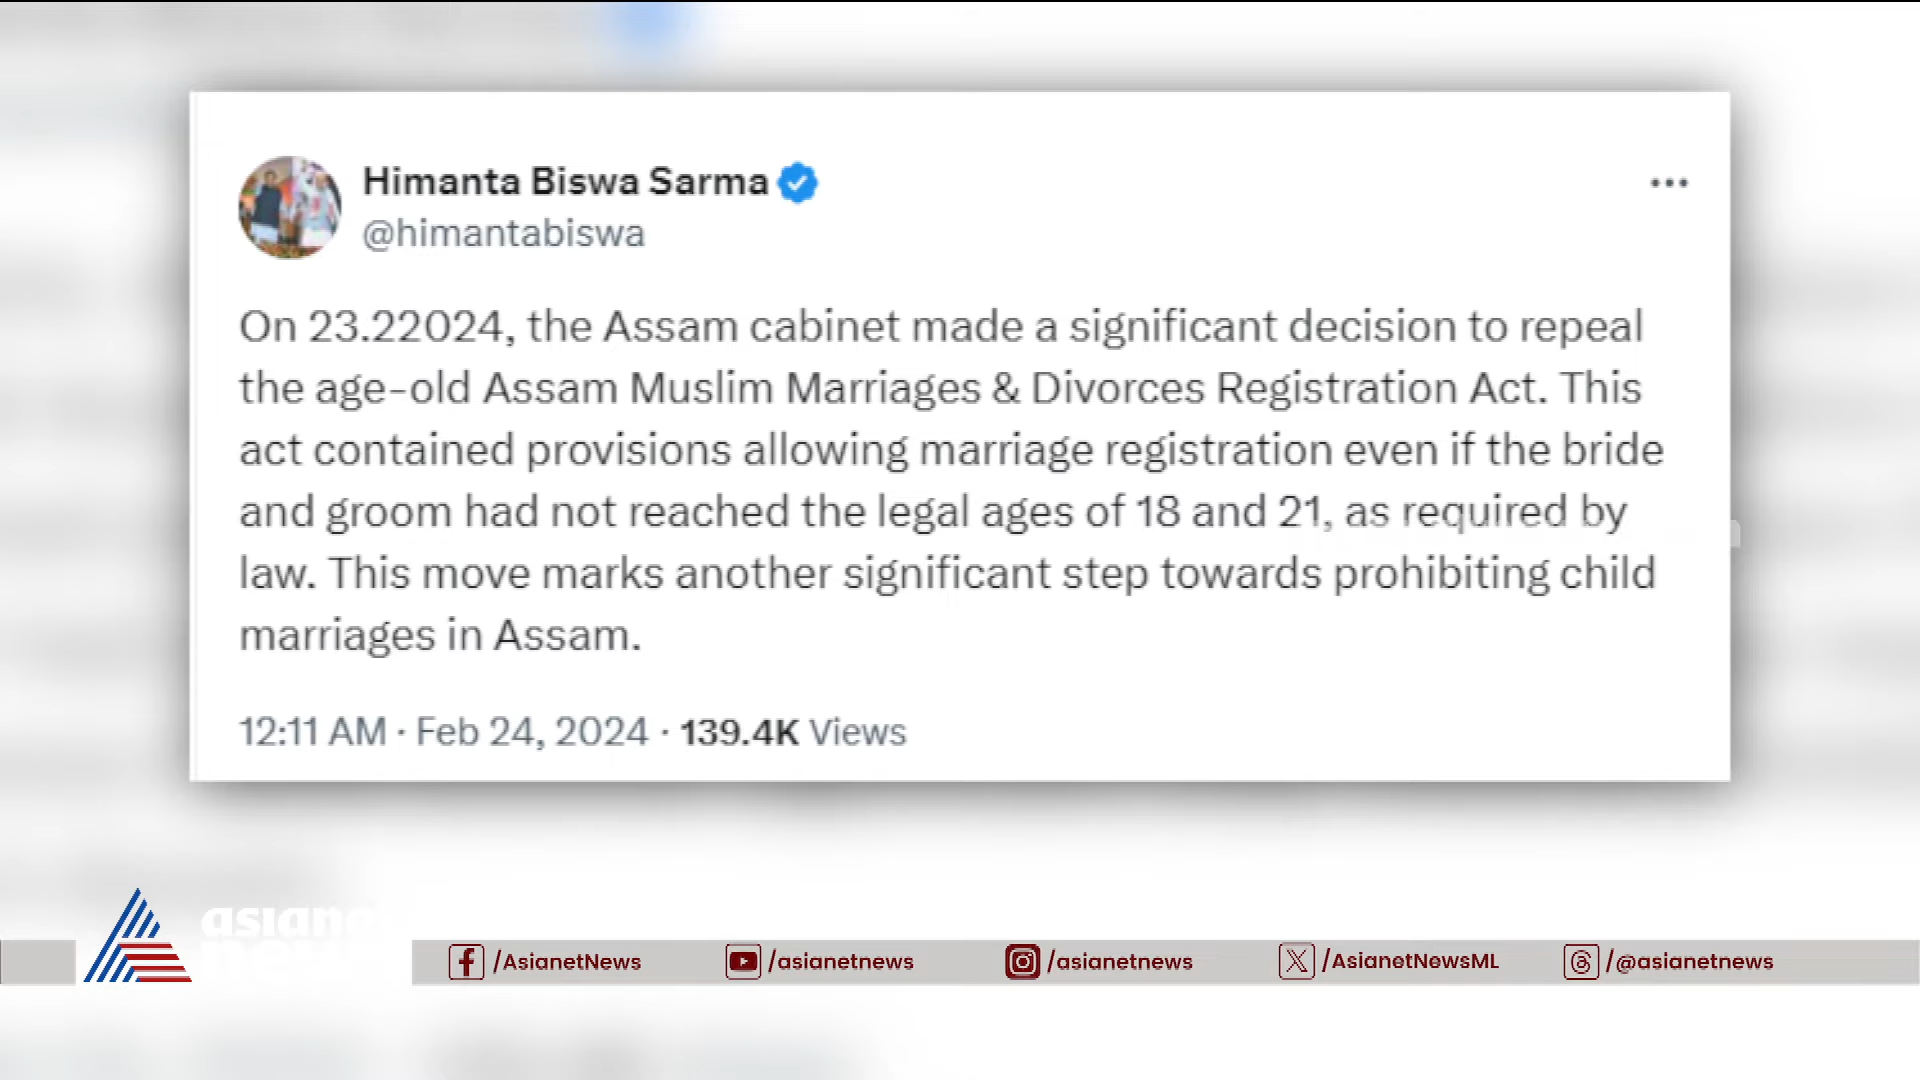 Himanta Biswa Sarma
@himantabiswa
On 23.22024, the Assam cabinet made a significant decision to repeal
the age-old Assam Muslim Marriages & Divorces Registration Act. This
act contained provisions allowing marriage registration even if the bride
and groom had not reached the legal ages of 18 and 21, as required by
law. This move marks another significant step towards prohibiting child
marriages in Assam.
12:11 AM · Feb 24, 2024 · 139.4K Views
/AsianetNews /asianetnews /asianetnews /AsianetNewsML /@asianetnews